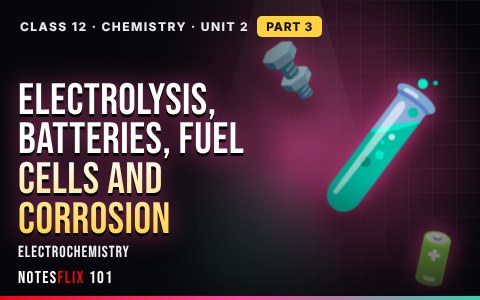 CLASS 12 · CHEMISTRY · UNIT 2 PART 3
ELECTROLYSIS,
BATTERIES, FUEL
CELLS AND
CORROSION
ELECTROCHEMISTRY
NOTESFLIX 101